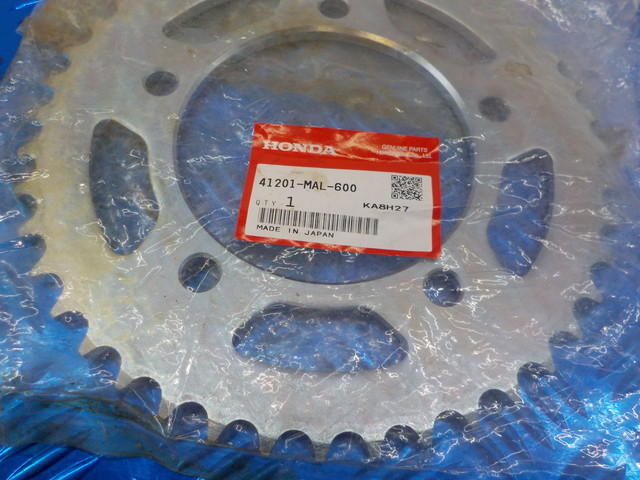 HONDA
GENUINE PARTS
41201-MAL-600
QTY 1
KA8H27
MADE IN JAPAN